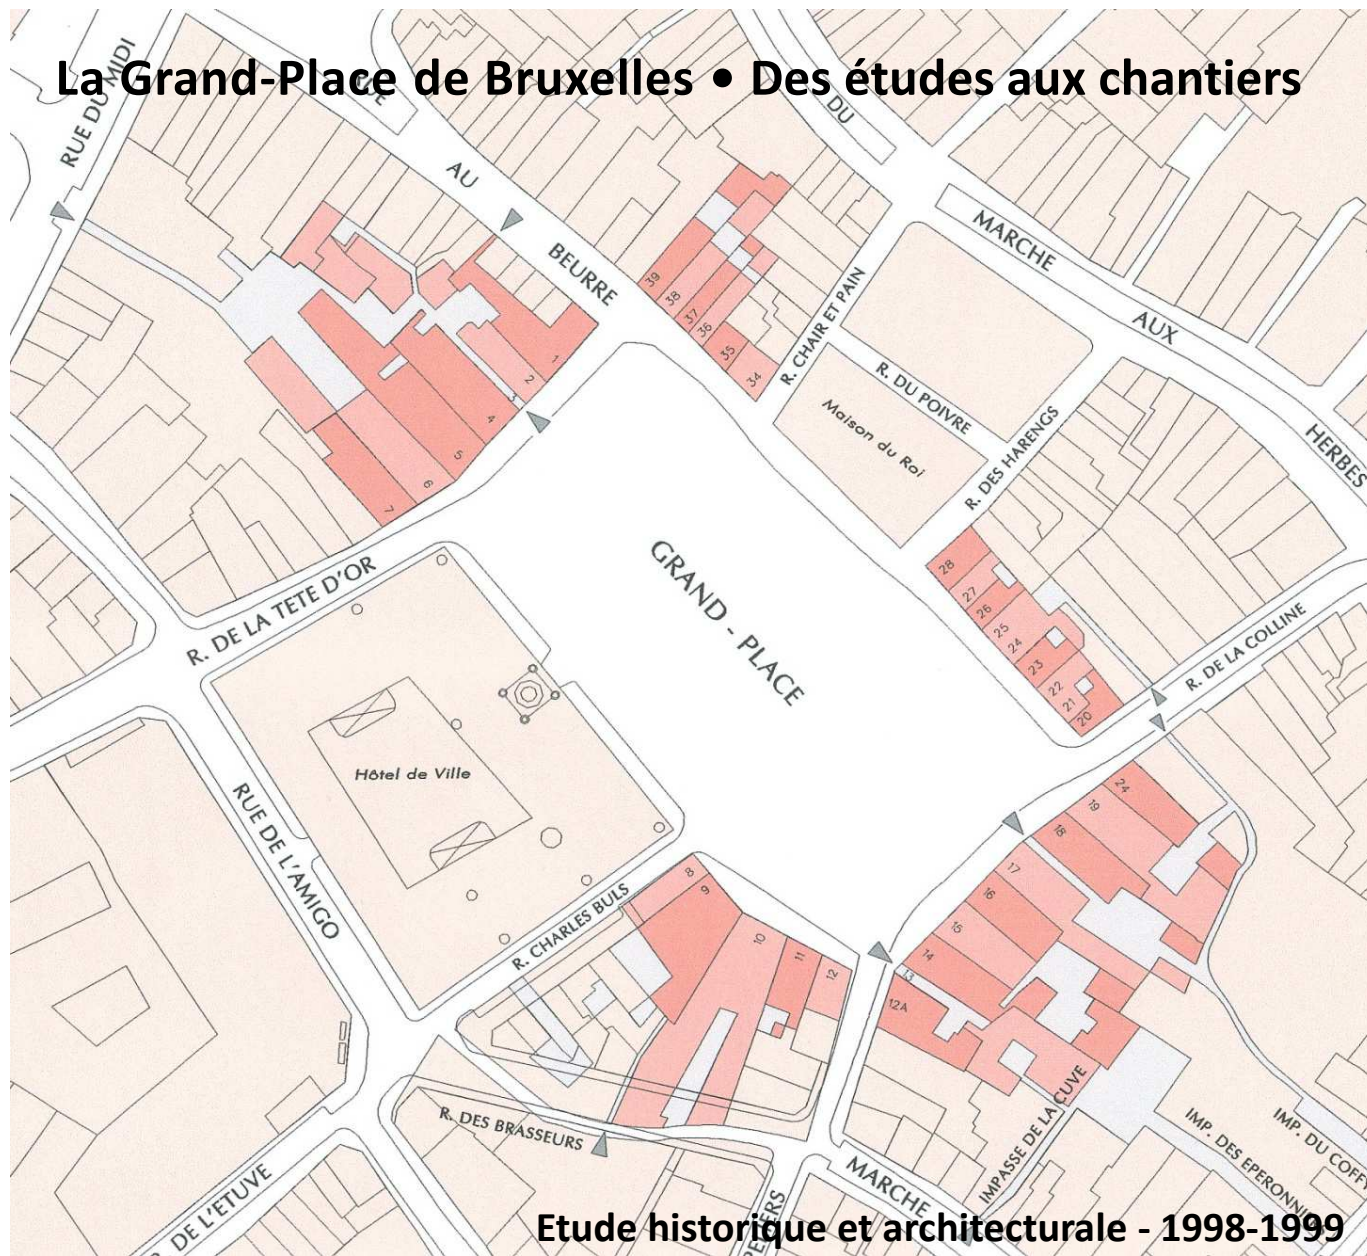 La Grand-Place de Bruxelles • Des études aux chantiers
RUE DU MIDI
RUE
AU
BEURRE
DU
MARCHE
AUX
HERBES
R. CHAIR ET PAIN
R. DU POIVRE
Maison du Roi
R. DES HARENGS
39
38
37
36
35
34
1
2
3
4
5
6
7
GRAND - PLACE
R. DE LA TETE D'OR
28
27
26
25
24
23
22
21
20
R. DE LA COLLINE
Hôtel de Ville
RUE DE L'AMIGO
R. CHARLES BULS
8
9
10
11
12
24
19
18
17
16
15
14
13
12A
R. DES BRASSEURS
IMPASSE DE LA CUVE
IMP. DES EPERONNI
IMP. DU COFFY
MARCHE
DE L'ETUVE
Etude historique et architecturale - 1998-1999